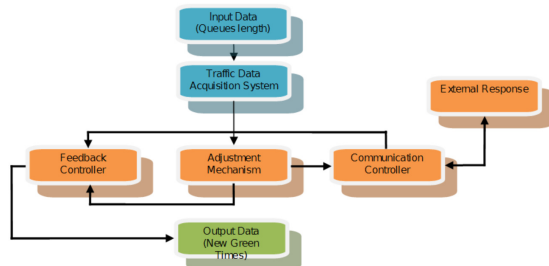 Input Data
(Queues length)
Traffic Data
Acquisition System
External Response
Feedback
Controller
Adjustment
Mechanism
Communication
Controller
Output Data
(New Green
Times)